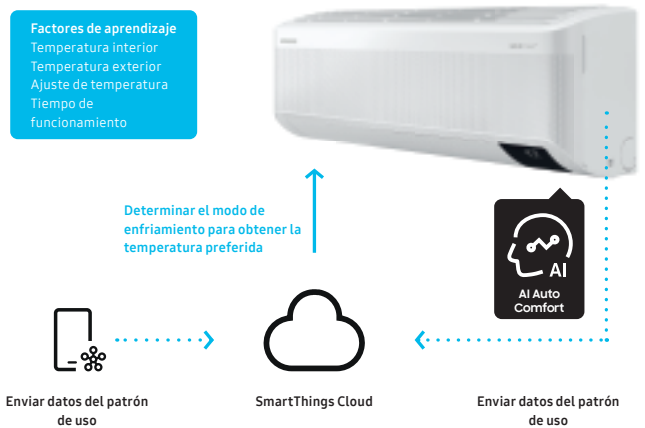 Factores de aprendizaje
Temperatura interior
Temperatura exterior
Ajuste de temperatura
Tiempo de
funcionamiento
Determinar el modo de
enfriamiento para obtener la
temperatura preferida
AI
AI Auto
Comfort
Enviar datos del patrón
de uso
SmartThings Cloud
Enviar datos del patrón
de uso